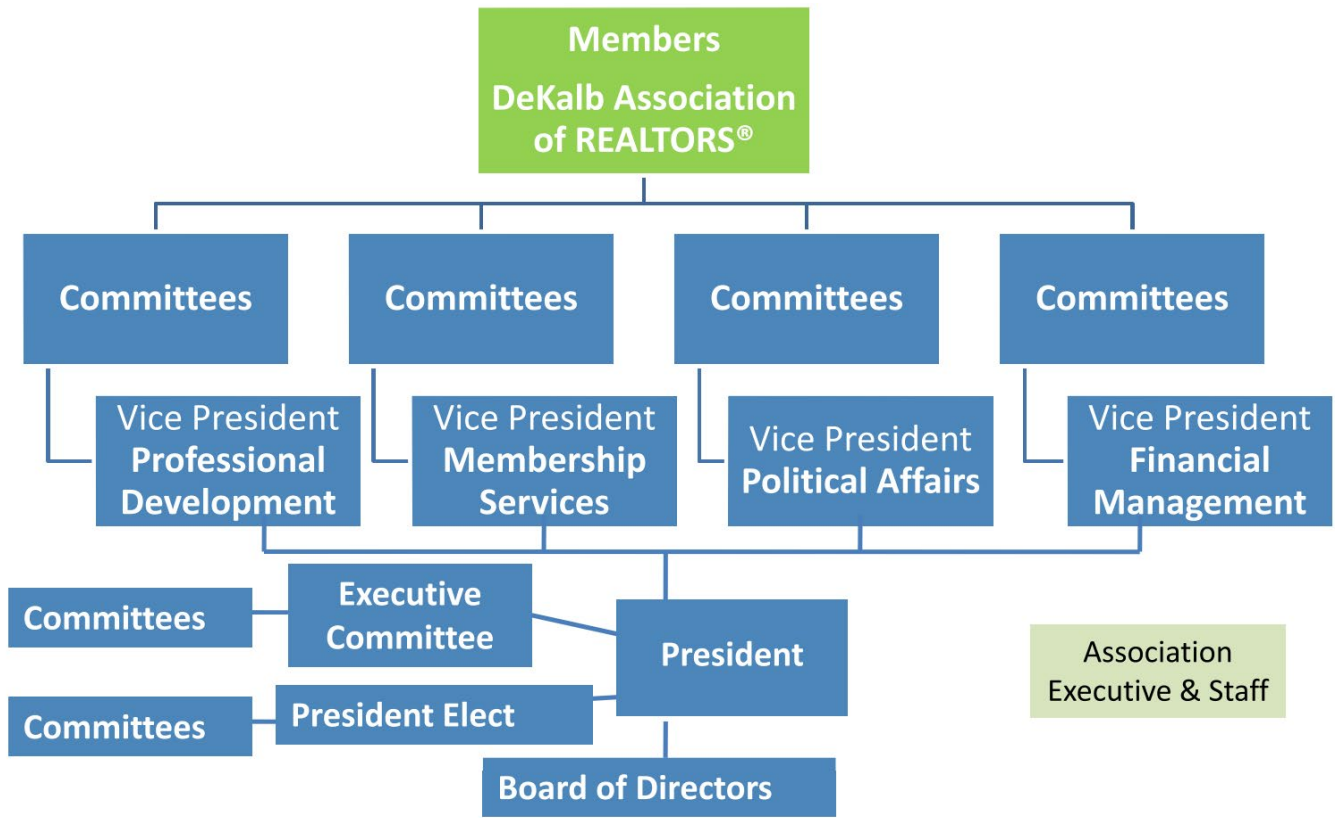 Members
DeKalb Association
of REALTORS®
Committees
Committees
Committees
Committees
Vice President
Professional
Development
Vice President
Membership
Services
Vice President
Political Affairs
Vice President
Financial
Management
Committees
Executive
Committee
President
Association
Executive & Staff
Committees
President Elect
Board of Directors